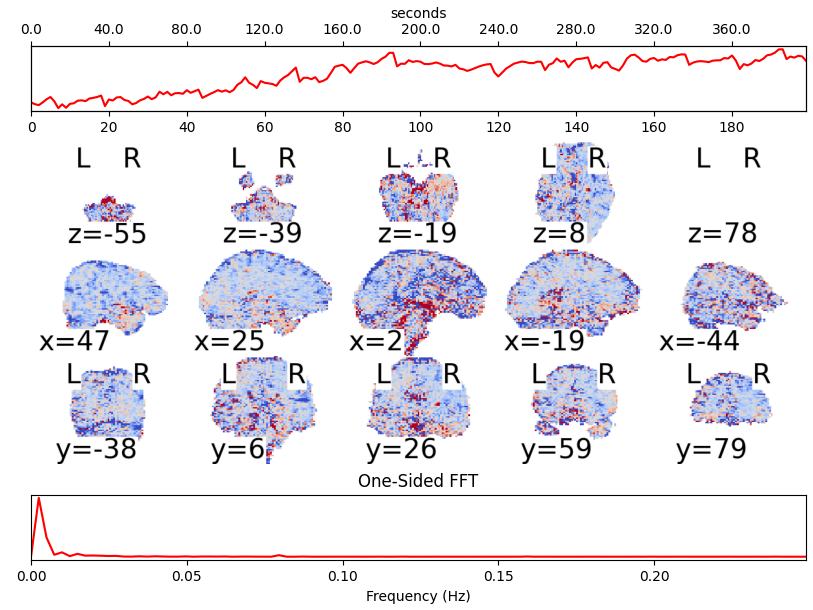 seconds
0.0 40.0 80.0 120.0 160.0 200.0 240.0 280.0 320.0 360.0
0 20 40 60 80 100 120 140 160 180
L R L R L R L R L R
z=-55 z=-39 z=-19 z=8 z=78
x=47 x=25 x=2 x=-19 x=-44
L R L R L R L R L R
y=-38 y=6 y=26 y=59 y=79
One-Sided FFT
0.00 0.05 0.10 0.15 0.20
Frequency (Hz)